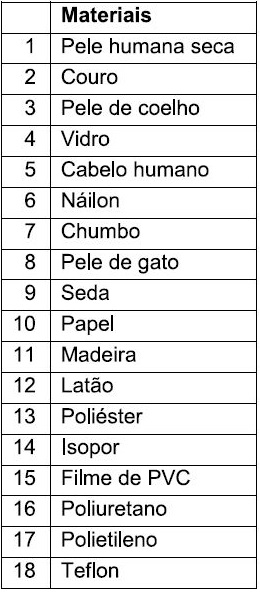 Materiais
1 Pele humana seca
2 Couro
3 Pele de coelho
4 Vidro
5 Cabelo humano
6 Náilon
7 Chumbo
8 Pele de gato
9 Seda
10 Papel
11 Madeira
12 Latão
13 Poliéster
14 Isopor
15 Filme de PVC
16 Poliuretano
17 Polietileno
18 Teflon